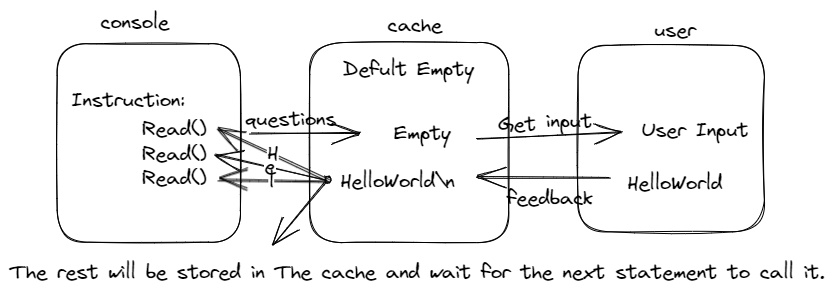 console
cache
user
Defult Empty
Instruction:
Read()
Read()
Read()
questions
H
e
l
Empty
HelloWorld\n
Get input
feedback
User Input
HelloWorld
The rest will be stored in The cache and wait for the next statement to call it.